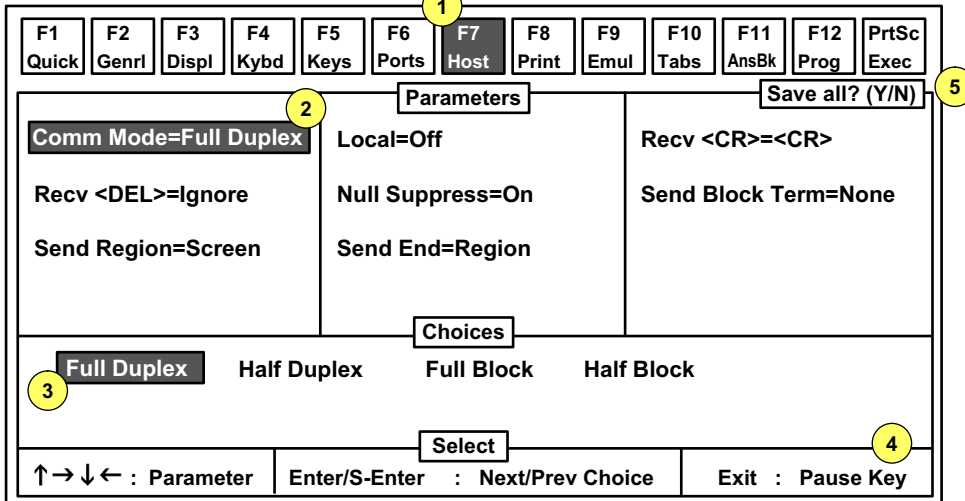 1
F1 F2 F3 F4 F5 F6 F7 F8 F9 F10 F11 F12 PrtSc
Quick Genrl Displ Kybd Keys Ports Host Print Emul Tabs AnsBk Prog Exec
Parameters Save all? (Y/N) 5
2
Comm Mode=Full Duplex Local=Off Recv <CR>=<CR>
Recv <DEL>=Ignore Null Suppress=On Send Block Term=None
Send Region=Screen Send End=Region
Choices
Full Duplex Half Duplex Full Block Half Block
3
Select 4
↑→↓← : Parameter Enter/S-Enter : Next/Prev Choice Exit : Pause Key